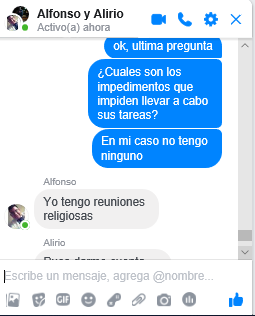 Alfonso y Alirio
Activo(a) ahora
ok, ultima pregunta
¿Cuales son los
impedimentos que
impiden llevar a cabo
sus tareas?
En mi caso no tengo
ninguno
Alfonso
Yo tengo reuniones
religiosas
Alirio
Pues darme cuenta
Escribe un mensaje, agrega @nombre...
GIF